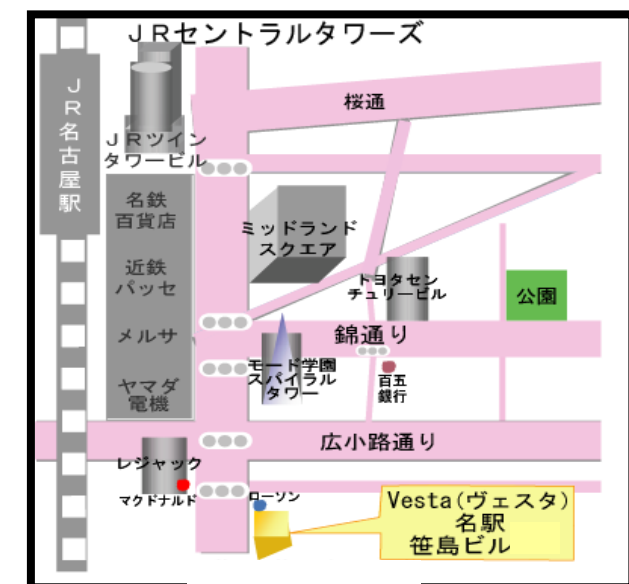 JRセントラルタワーズ
JR名古屋駅
桜通
JRツイン
タワービル
名鉄
百貨店
ミッドランド
スクエア
近鉄
パッセ
トヨタセン
チュリービル
公園
メルサ
錦通り
モード学園
スパイラル
タワー
百五
銀行
ヤマダ
電機
広小路通り
レジャック
マクドナルド
ローソン
Vesta(ヴェスタ)
名駅
笹島ビル